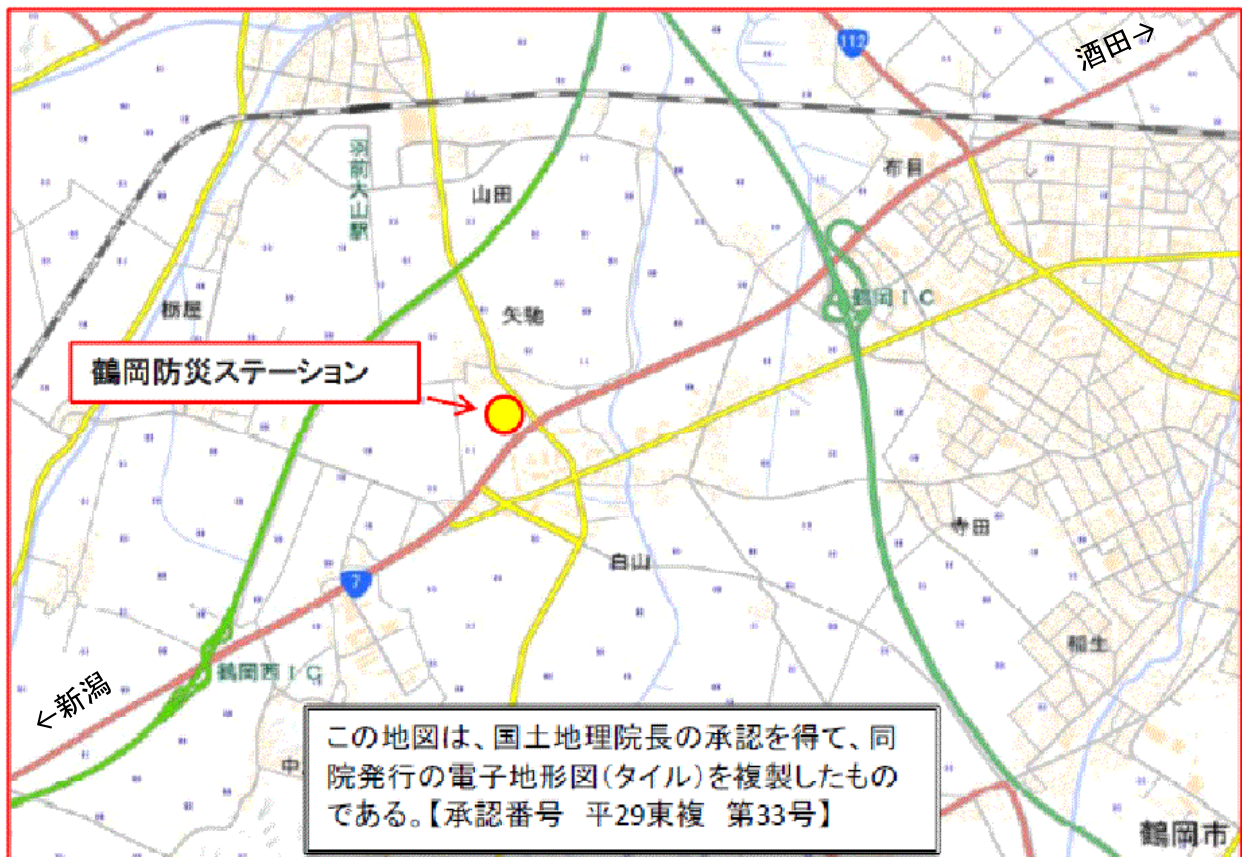 112
酒田→
羽前大山駅
布目
山田
鶴岡IC
栃屋
矢馳
鶴岡防災ステーション
寺田
白山
7
稲生
鶴岡西IC
←新潟
この地図は、国土地理院長の承認を得て、同
院発行の電子地形図(タイル)を複製したもの
である。【承認番号 平29東複 第33号】
中
鶴岡市